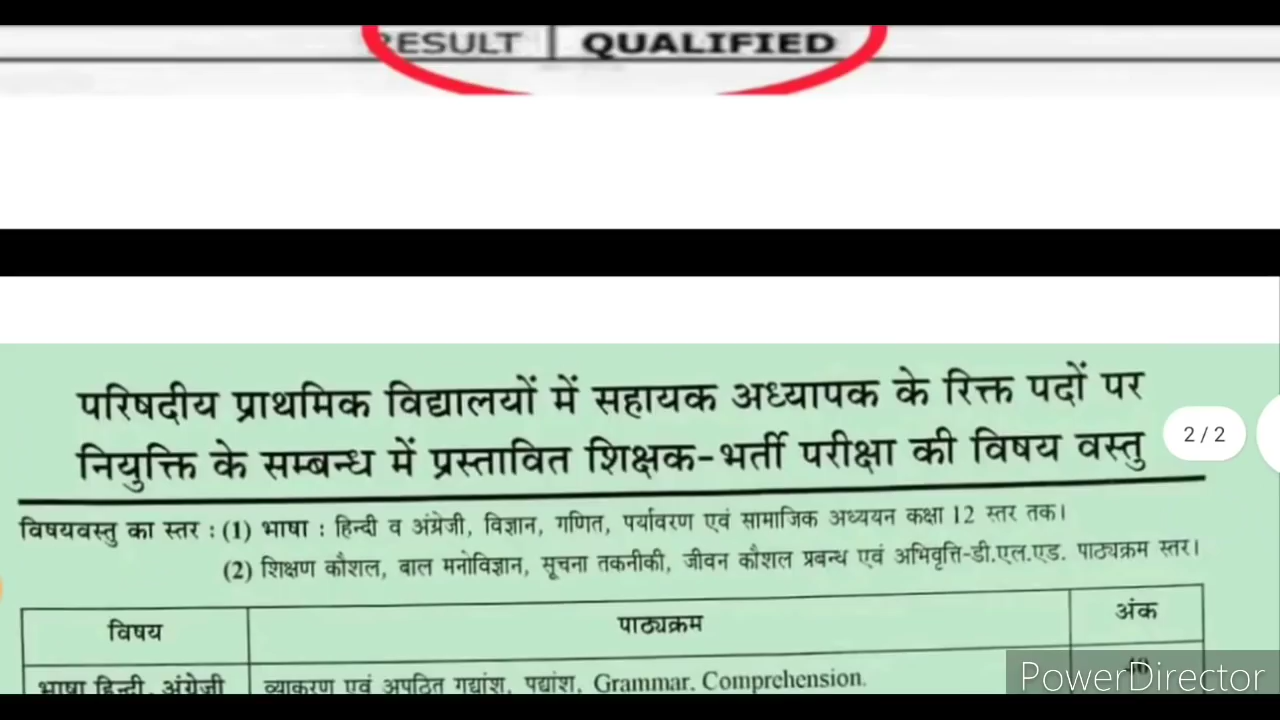 RESULT | QUALIFIED
परिषदीय प्राथमिक विद्यालयों में सहायक अध्यापक के रिक्त पदों पर
नियुक्ति के सम्बन्ध में प्रस्तावित शिक्षक-भर्ती परीक्षा की विषय वस्तु
2 / 2
विषयवस्तु का स्तर : (1) भाषा : हिन्दी व अंग्रेजी, विज्ञान, गणित, पर्यावरण एवं सामाजिक अध्ययन कक्षा 12 स्तर तक।
(2) शिक्षण कौशल, बाल मनोविज्ञान, सूचना तकनीकी, जीवन कौशल प्रबन्ध एवं अभिवृत्ति-डी.एल.एड. पाठ्यक्रम स्तर।
विषय पाठ्यक्रम अंक
भाषा हिन्दी, अंग्रेजी व्याकरण एवं अपठित गद्यांश, पद्यांश, Grammar, Comprehension.
PowerDirector